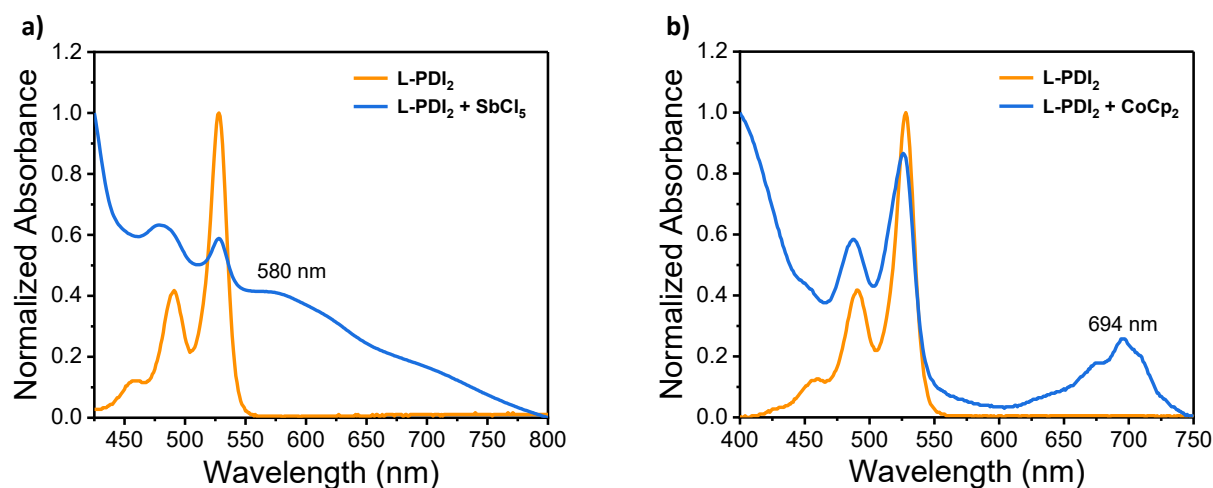 a)
1.2
1.0
0.8
0.6
0.4
0.2
0.0
Normalized Absorbance
L-PDI₂
L-PDI₂ + SbCl₅
580 nm
450 500 550 600 650 700 750 800
Wavelength (nm)
b)
1.2
1.0
0.8
0.6
0.4
0.2
0.0
Normalized Absorbance
L-PDI₂
L-PDI₂ + CoCp₂
694 nm
400 450 500 550 600 650 700 750
Wavelength (nm)